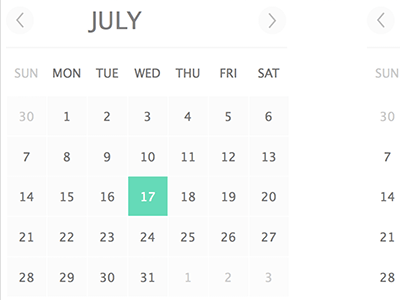 JULY
SUN MON TUE WED THU FRI SAT SUN
30 1 2 3 4 5 6 30
7 8 9 10 11 12 13 7
14 15 16 17 18 19 20 14
21 22 23 24 25 26 27 21
28 29 30 31 1 2 3 28